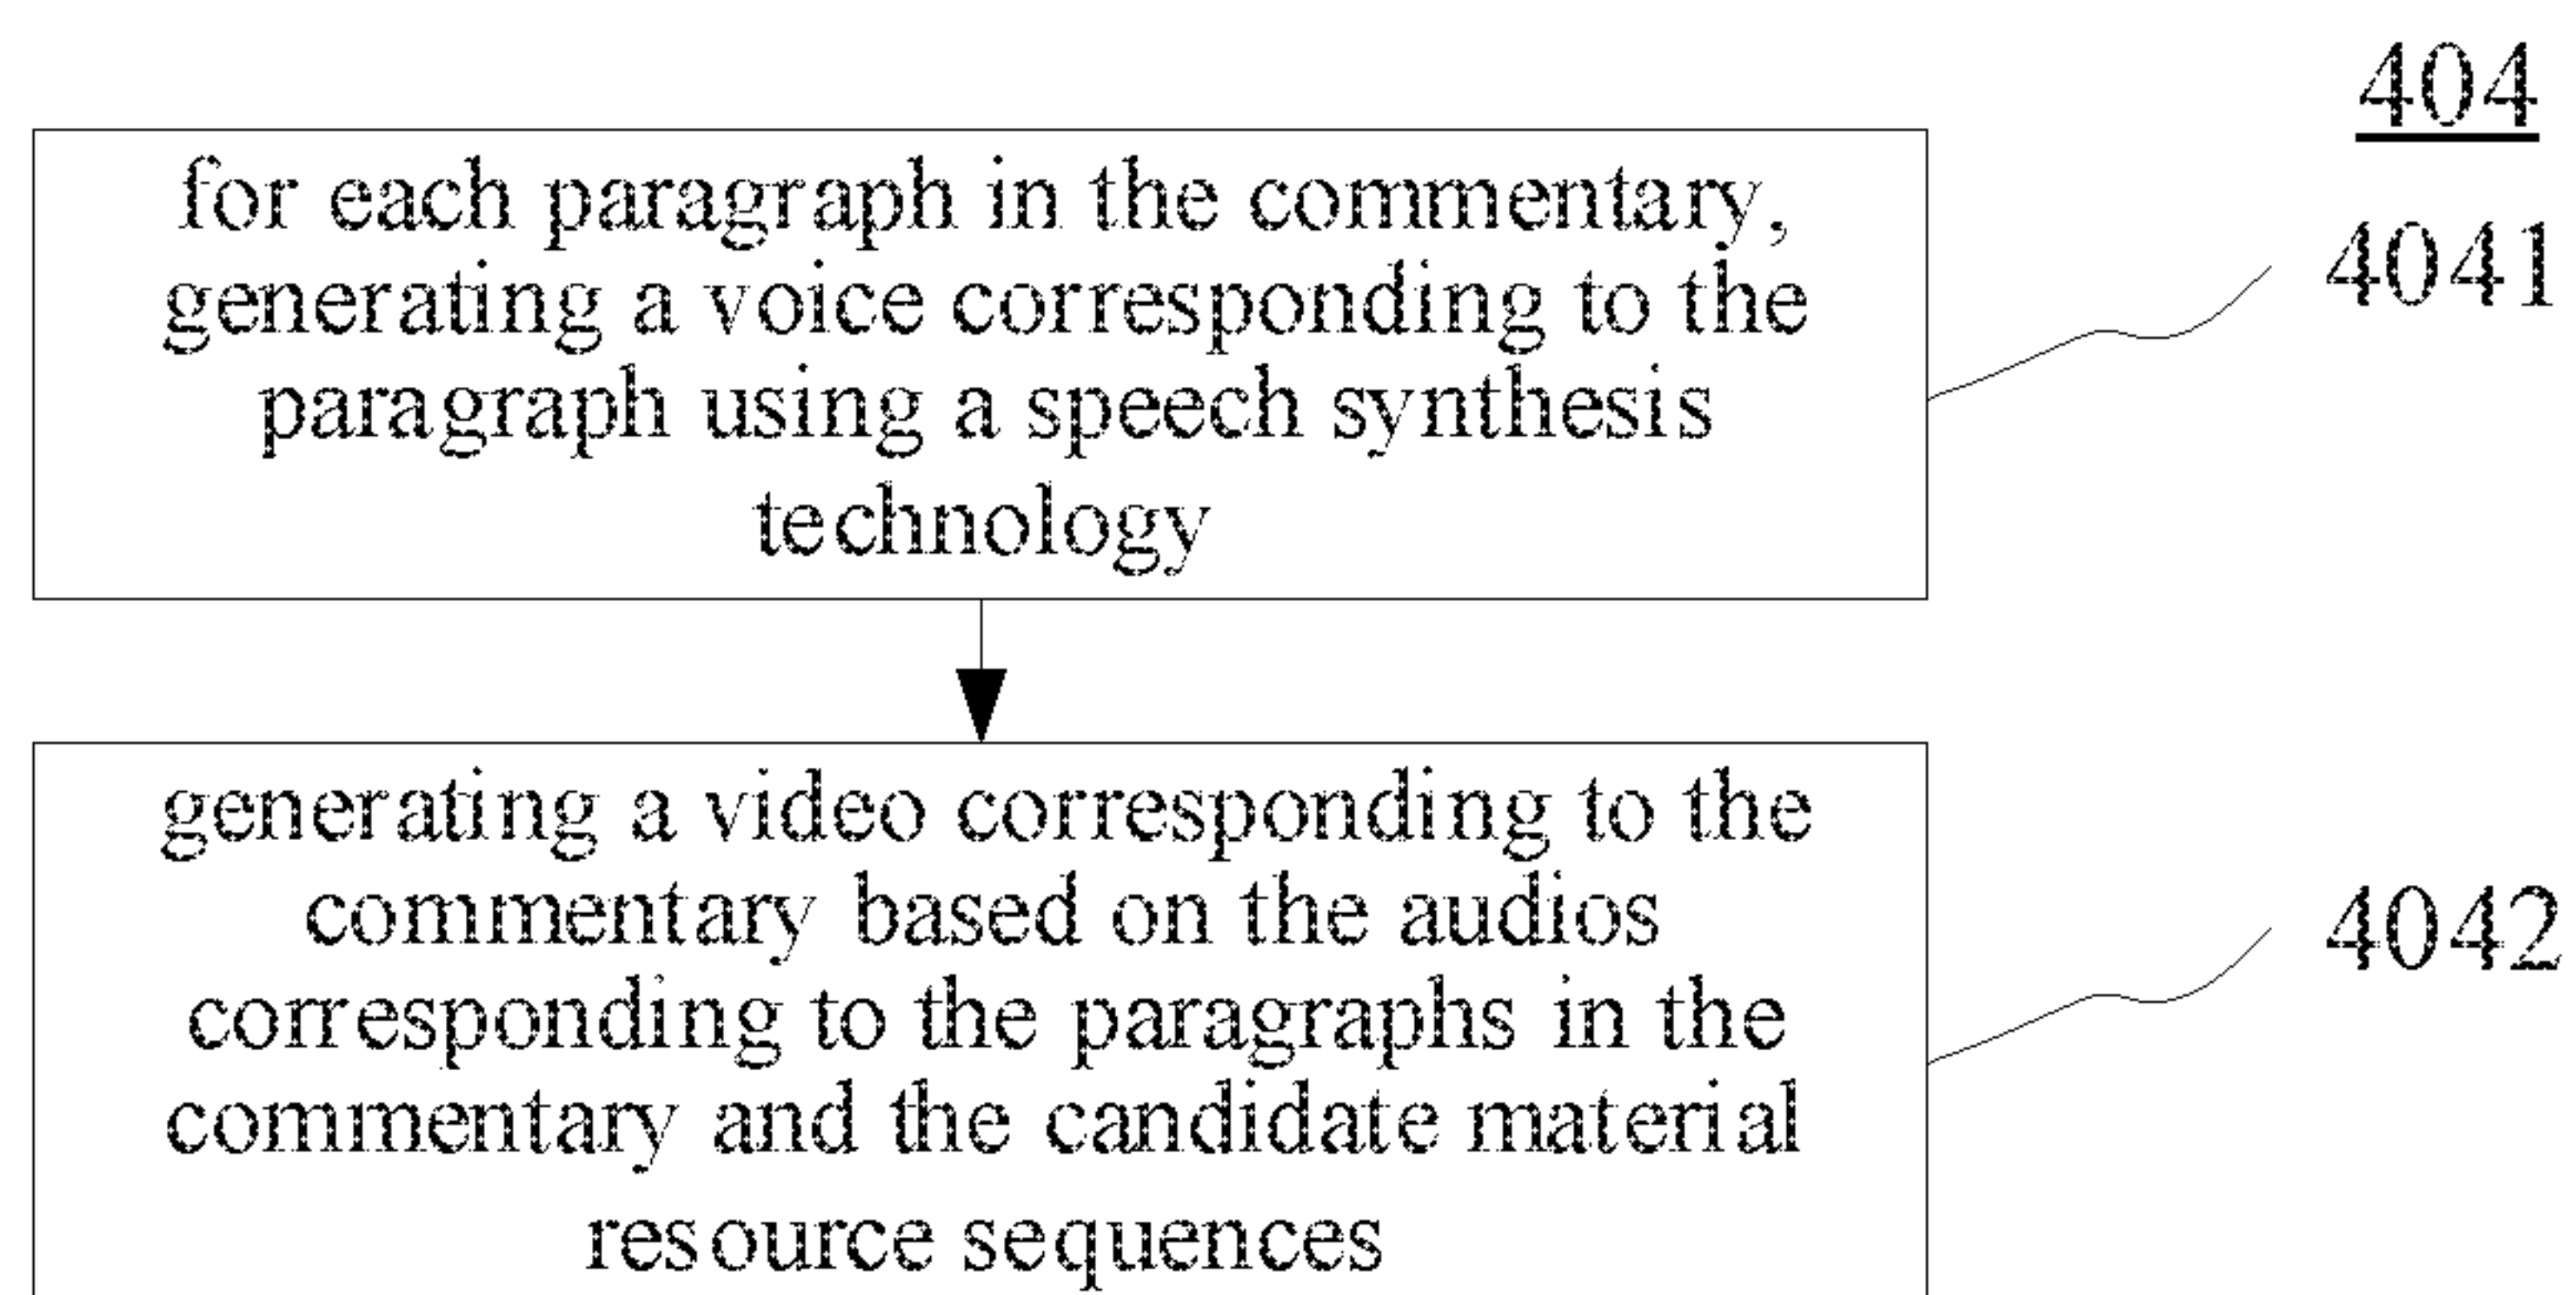 404
for each paragraph in the commentary,
generating a voice corresponding to the
paragraph using a speech synthesis
technology
4041
generating a video corresponding to the
commentary based on the audios
corresponding to the paragraphs in the
commentary and the candidate material
resource sequences
4042